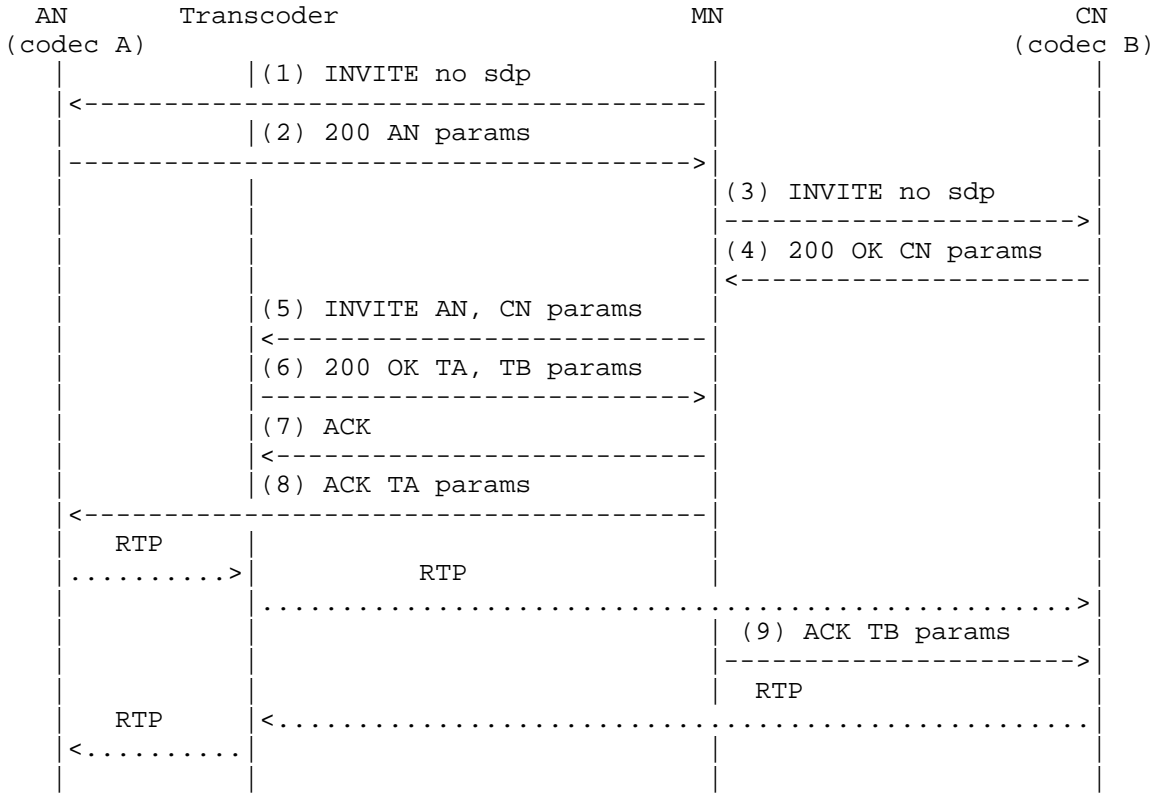 AN Transcoder MN CN
(codec A) (codec B)
(1) INVITE no sdp
(2) 200 AN params
(3) INVITE no sdp
(4) 200 OK CN params
(5) INVITE AN, CN params
(6) 200 OK TA, TB params
(7) ACK
(8) ACK TA params
RTP
RTP
(9) ACK TB params
RTP
RTP